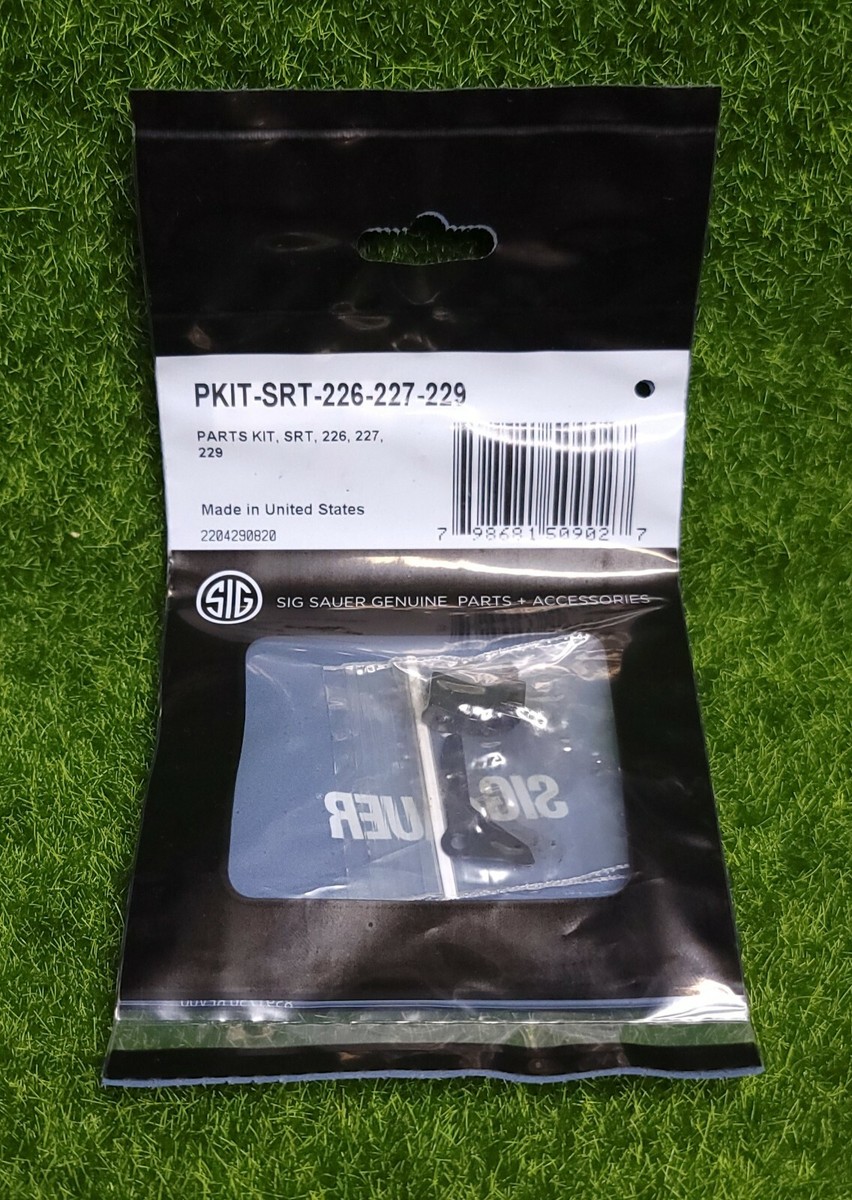 PKIT-SRT-226-227-229
PARTS KIT, SRT, 226, 227,
229
Made in United States
2204290820
7 98681 50902 7
SIG
SIG SAUER GENUINE PARTS + ACCESSORIES
SIG UER